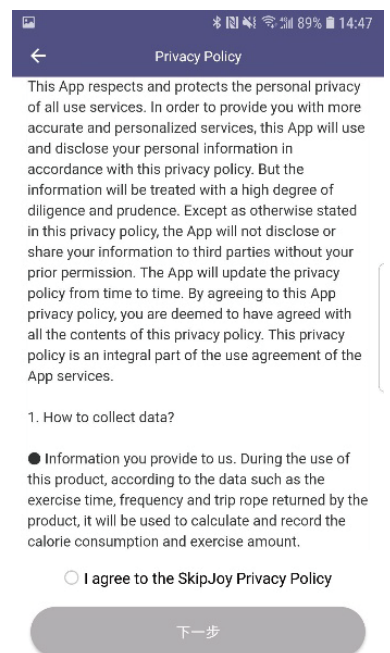 89% 14:47
Privacy Policy
This App respects and protects the personal privacy
of all use services. In order to provide you with more
accurate and personalized services, this App will use
and disclose your personal information in
accordance with this privacy policy. But the
information will be treated with a high degree of
diligence and prudence. Except as otherwise stated
in this privacy policy, the App will not disclose or
share your information to third parties without your
prior permission. The App will update the privacy
policy from time to time. By agreeing to this App
privacy policy, you are deemed to have agreed with
all the contents of this privacy policy. This privacy
policy is an integral part of the use agreement of the
App services.
1. How to collect data?
● Information you provide to us. During the use of
this product, according to the data such as the
exercise time, frequency and trip rope returned by the
product, it will be used to calculate and record the
calorie consumption and exercise amount.
I agree to the SkipJoy Privacy Policy
下一步